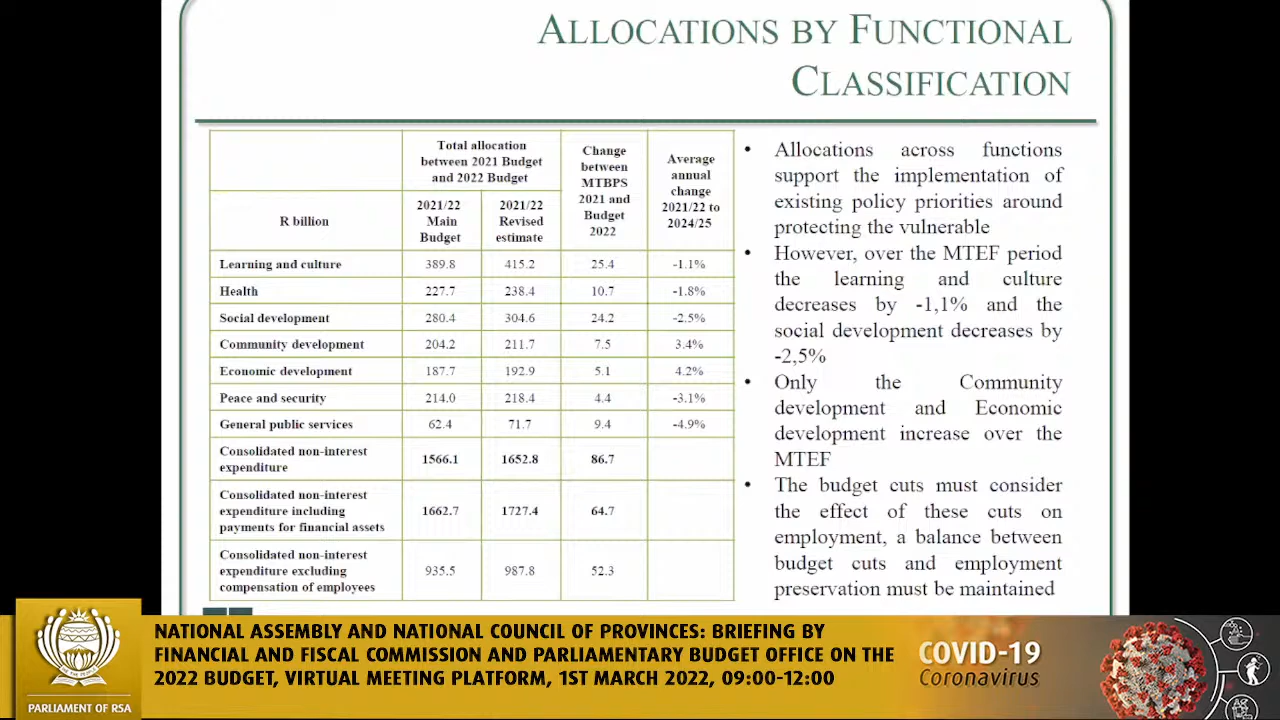 ALLOCATIONS BY FUNCTIONAL
CLASSIFICATION
Total allocation
between 2021 Budget
and 2022 Budget
Change
between
MTBPS
2021 and
Budget
2022
Average
annual
change
2021/22 to
2024/25
R billion
2021/22
Main
Budget
2021/22
Revised
estimate
Learning and culture 389.8 415.2 25.4 -1.1%
Health 227.7 238.4 10.7 -1.8%
Social development 280.4 304.6 24.2 -2.5%
Community development 204.2 211.7 7.5 3.4%
Economic development 187.7 192.9 5.1 4.2%
Peace and security 214.0 218.4 4.4 -3.1%
General public services 62.4 71.7 9.4 -4.9%
Consolidated non-interest
expenditure
1566.1 1652.8 86.7
Consolidated non-interest
expenditure including
payments for financial assets
1662.7 1727.4 64.7
Consolidated non-interest
expenditure excluding
compensation of employees
935.5 987.8 52.3
• Allocations across functions
support the implementation of
existing policy priorities around
protecting the vulnerable
• However, over the MTEF period
the learning and culture
decreases by -1,1% and the
social development decreases by
-2,5%
• Only the Community
development and Economic
development increase over the
MTEF
• The budget cuts must consider
the effect of these cuts on
employment, a balance between
budget cuts and employment
preservation must be maintained
PARLIAMENT OF RSA
NATIONAL ASSEMBLY AND NATIONAL COUNCIL OF PROVINCES: BRIEFING BY
FINANCIAL AND FISCAL COMMISSION AND PARLIAMENTARY BUDGET OFFICE ON THE
2022 BUDGET, VIRTUAL MEETING PLATFORM, 1ST MARCH 2022, 09:00-12:00
COVID-19
Coronavirus